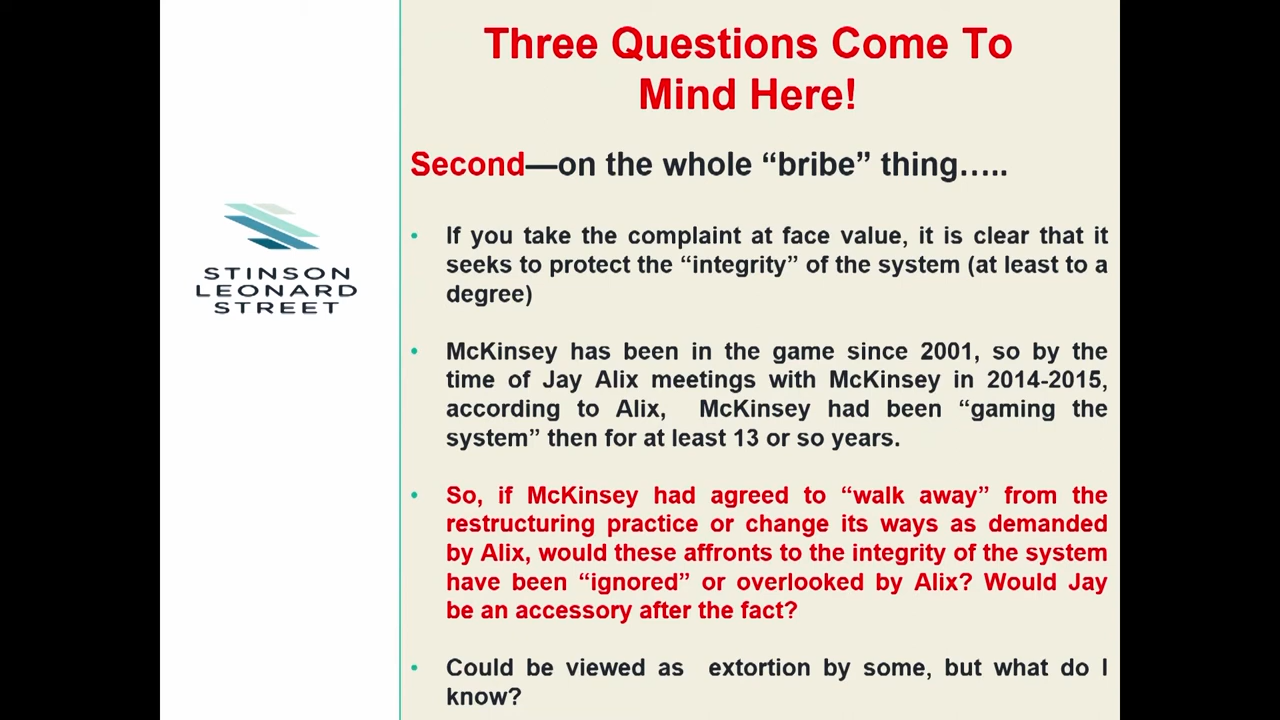 Three Questions Come To
Mind Here!
Second—on the whole “bribe” thing…..
STINSON
LEONARD
STREET
• If you take the complaint at face value, it is clear that it
seeks to protect the “integrity” of the system (at least to a
degree)
• McKinsey has been in the game since 2001, so by the
time of Jay Alix meetings with McKinsey in 2014-2015,
according to Alix, McKinsey had been “gaming the
system” then for at least 13 or so years.
• So, if McKinsey had agreed to “walk away” from the
restructuring practice or change its ways as demanded
by Alix, would these affronts to the integrity of the system
have been “ignored” or overlooked by Alix? Would Jay
be an accessory after the fact?
• Could be viewed as extortion by some, but what do I
know?